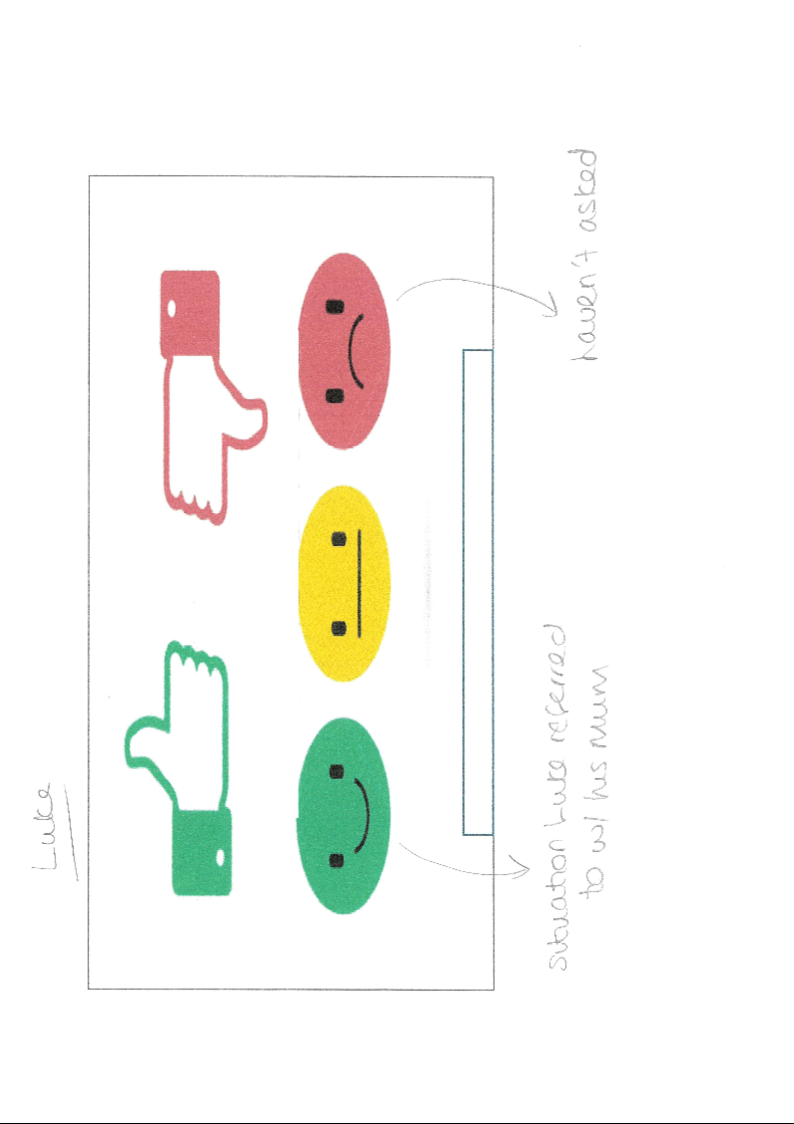 Luke
situation Luke referred
to w/ his mum
haven't asked